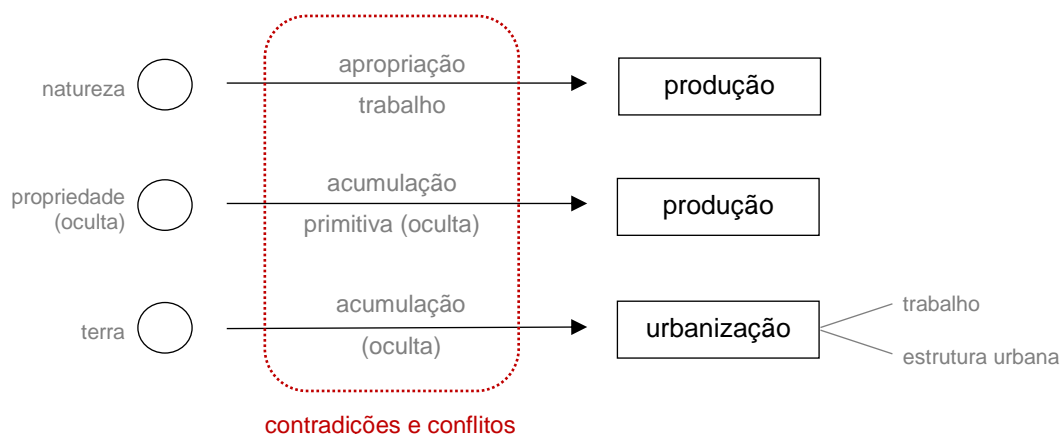 natureza
apropriação
trabalho
produção
propriedade
(oculta)
acumulação
primitiva (oculta)
produção
terra
acumulação
(oculta)
urbanização
trabalho
estrutura urbana
contradições e conflitos